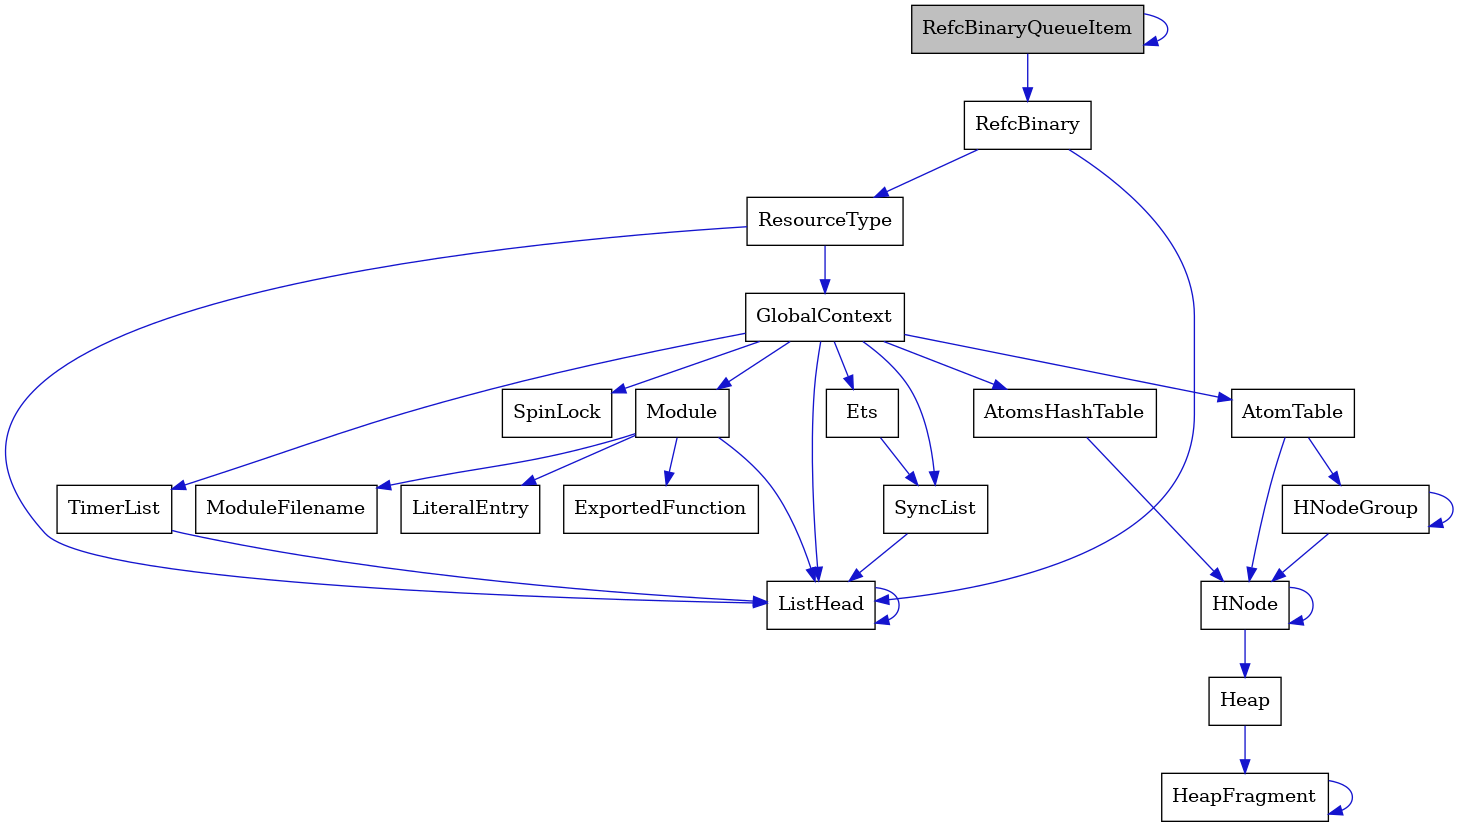 RefcBinaryQueueItem
RefcBinary
ResourceType
GlobalContext
SpinLock
Module
Ets
AtomsHashTable
AtomTable
TimerList
ModuleFilename
LiteralEntry
ExportedFunction
SyncList
HNodeGroup
ListHead
HNode
Heap
HeapFragment